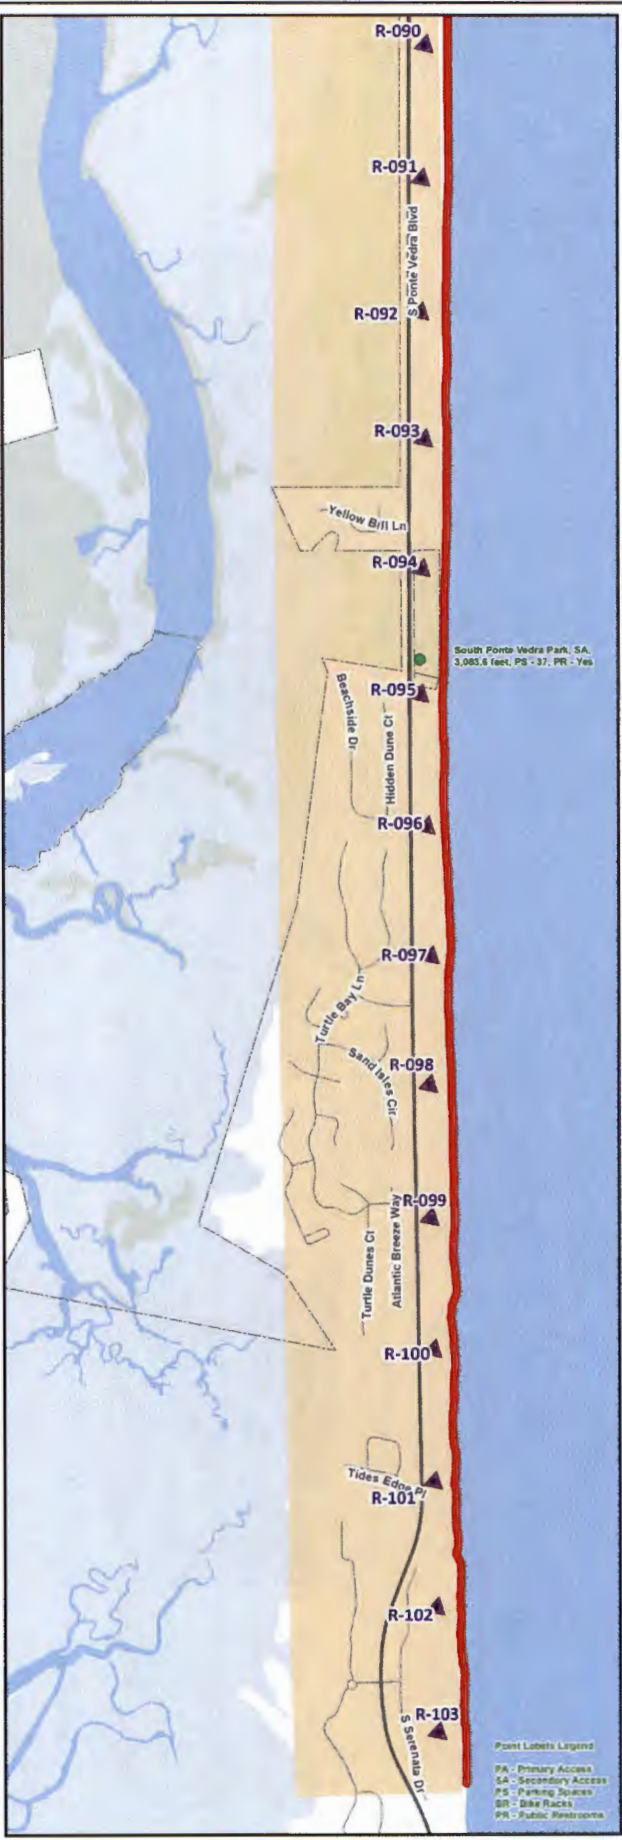 R-090
R-091
S Ponte Vedra Blvd
R-092
R-093
Yellow Bill Ln
R-094
South Ponte Vedra Park, SA,
3,083.6 feet, PS - 37, PR - Yes
R-095
Beachside Dr
Hidden Dune Ct
R-096
R-097
Turtle Bay Ln
R-098
Sand Isles Cir
R-099
Atlantic Breeze Way
Turtle Dunes Ct
R-100
Tides Edge Pl
R-101
R-102
R-103
S Serenata Dr
Point Labels Legend
PA - Primary Access
SA - Secondary Access
PS - Parking Spaces
BR - Bike Racks
PR - Public Restrooms